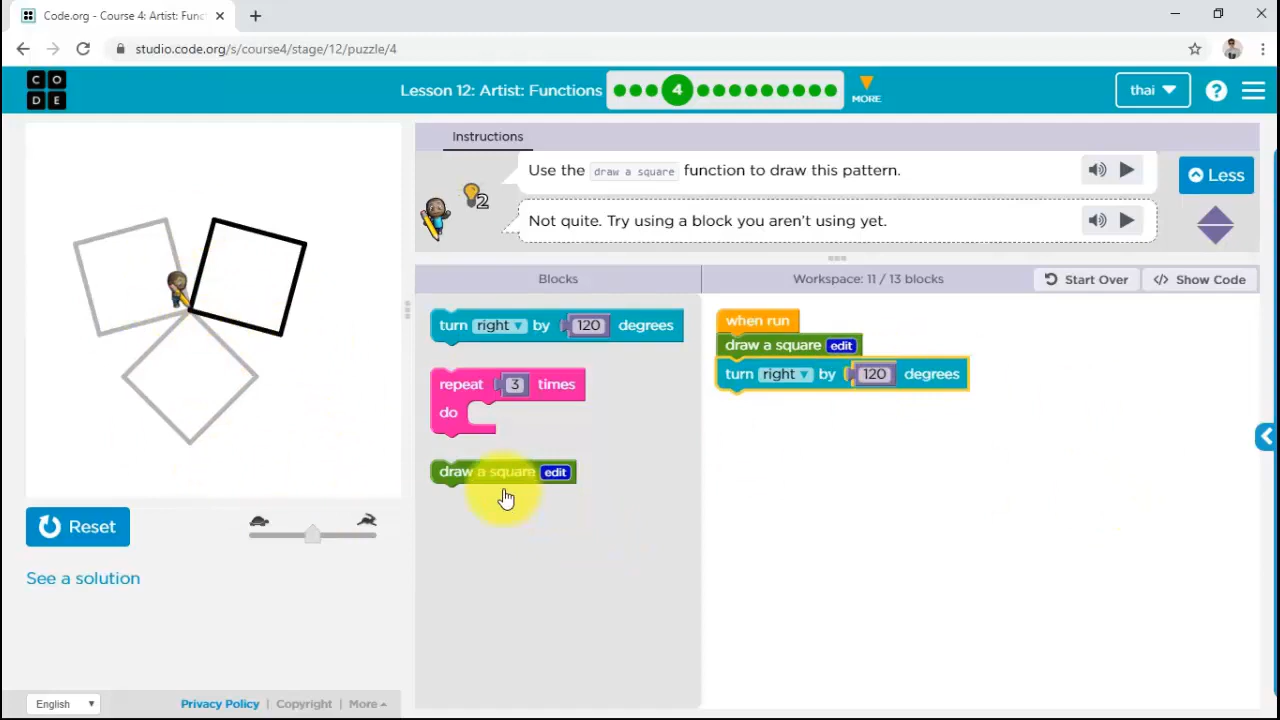 Code.org - Course 4: Artist: Func
studio.code.org/s/course4/stage/12/puzzle/4
C O D E
Lesson 12: Artist: Functions
4
MORE
thai
Instructions
Use the draw a square function to draw this pattern.
Less
2
Not quite. Try using a block you aren't using yet.
Blocks
Workspace: 11 / 13 blocks
Start Over
</> Show Code
turn right by 120 degrees
repeat 3 times
do
draw a square edit
when run
draw a square edit
turn right by 120 degrees
Reset
See a solution
English
Privacy Policy | Copyright | More